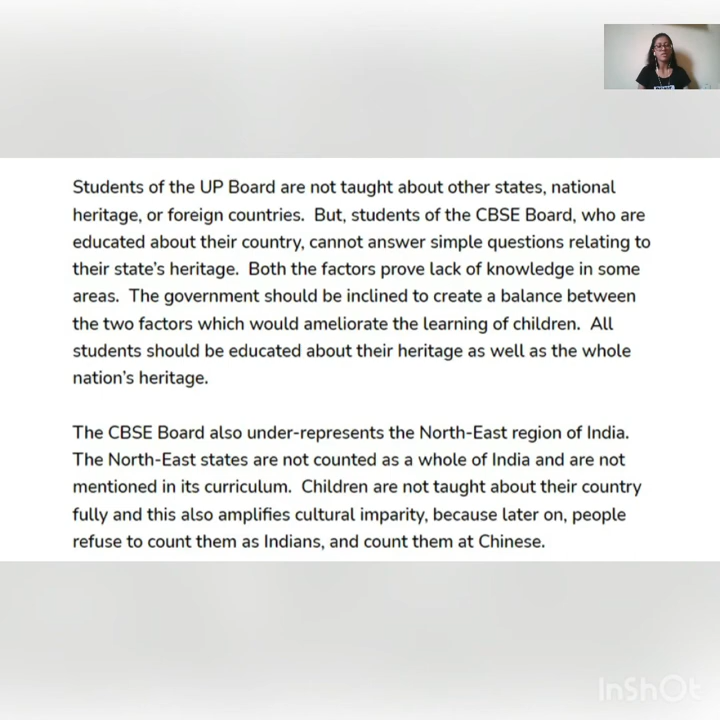 Students of the UP Board are not taught about other states, national
heritage, or foreign countries.  But, students of the CBSE Board, who are
educated about their country, cannot answer simple questions relating to
their state's heritage.  Both the factors prove lack of knowledge in some
areas.  The government should be inclined to create a balance between
the two factors which would ameliorate the learning of children.  All
students should be educated about their heritage as well as the whole
nation's heritage.
The CBSE Board also under-represents the North-East region of India.
The North-East states are not counted as a whole of India and are not
mentioned in its curriculum.  Children are not taught about their country
fully and this also amplifies cultural imparity, because later on, people
refuse to count them as Indians, and count them at Chinese.
InShOt